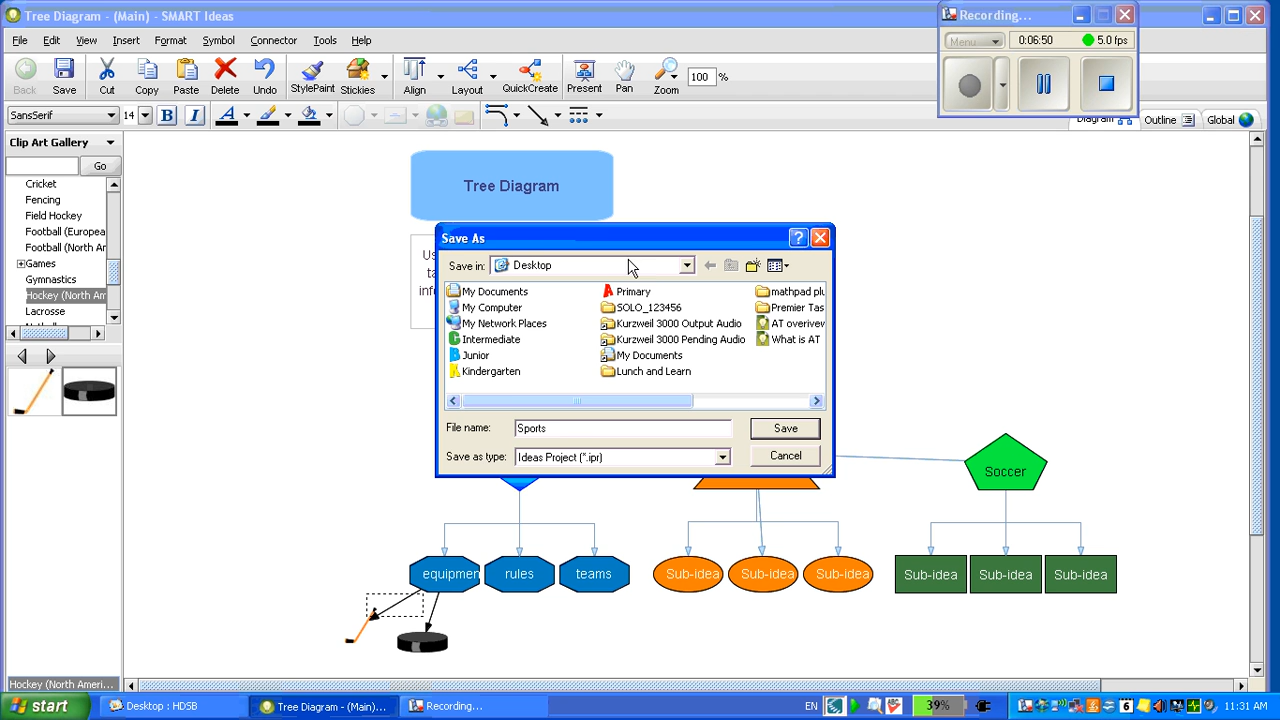 Tree Diagram - (Main) - SMART Ideas
Recording...
File Edit View Insert Format Symbol Connector Tools Help
Menu 0:06:50 5.0 fps
Back Save Cut Copy Paste Delete Undo StylePaint Stickies Align Layout QuickCreate Present Pan Zoom 100 %
SansSerif 14 B I A
Diagram Outline Global
Clip Art Gallery
Go
Cricket
Fencing
Field Hockey
Football (Europea
Football (North Ar
Games
Gymnastics
Hockey (North Am
Lacrosse
Tree Diagram
Save As
Save in: Desktop
My Documents Primary mathpad plu
My Computer SOLO_123456 Premier Tas
My Network Places Kurzweil 3000 Output Audio AT overivew
Intermediate Kurzweil 3000 Pending Audio What is AT
Junior My Documents
Kindergarten Lunch and Learn
File name: Sports Save
Save as type: Ideas Project (*.ipr) Cancel
Soccer
equipmen rules teams Sub-idea Sub-idea Sub-idea Sub-idea Sub-idea Sub-idea
Hockey (North Ameri...
start Desktop : HDSB Tree Diagram - (Main)... Recording... EN 39% 6 11:31 AM